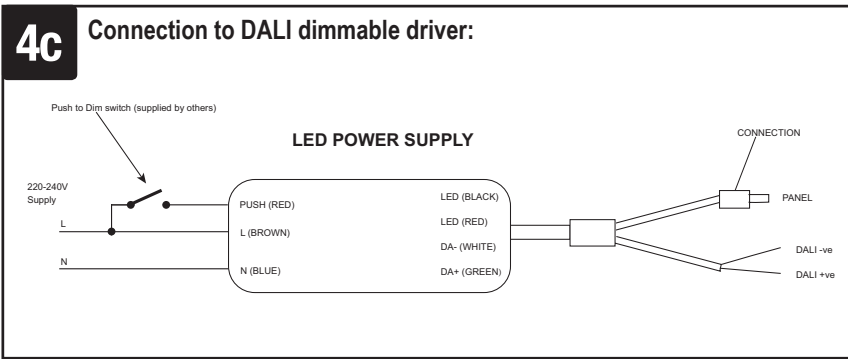 4c
Connection to DALI dimmable driver:
Push to Dim switch (supplied by others)
LED POWER SUPPLY
CONNECTION
220-240V
Supply
L
N
PUSH (RED)
L (BROWN)
N (BLUE)
LED (BLACK)
LED (RED)
DA- (WHITE)
DA+ (GREEN)
PANEL
DALI -ve
DALI +ve